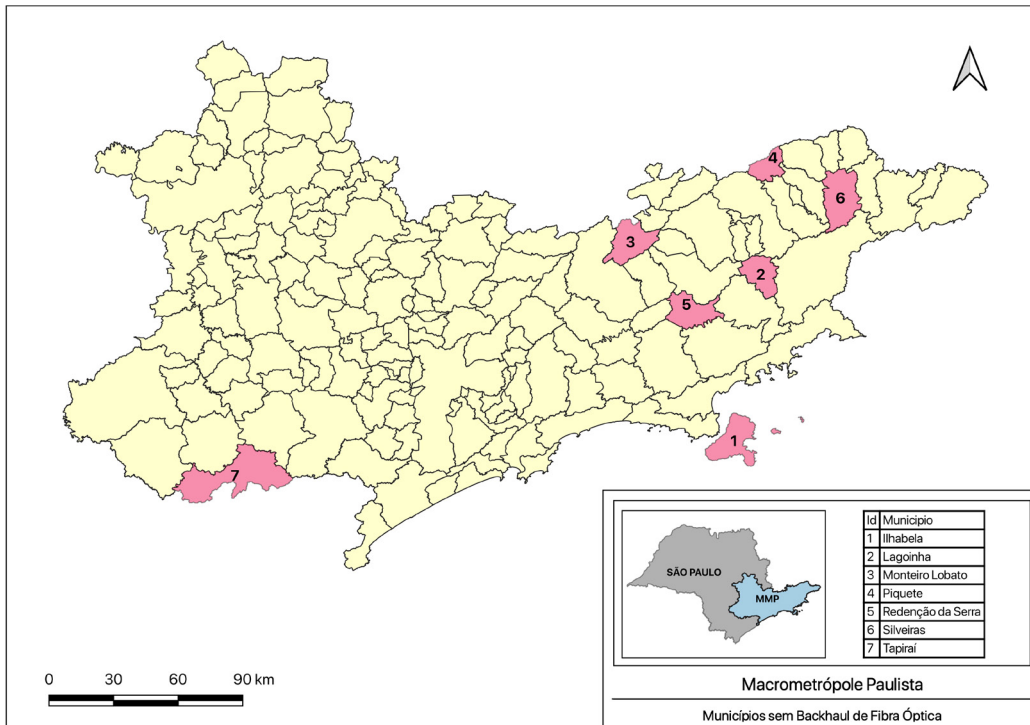 4
6
3
2
5
1
7
Id Municipio
1 Ilhabela
2 Lagoinha
3 Monteiro Lobato
4 Piquete
5 Redenção da Serra
6 Silveiras
7 Tapiraí
SÃO PAULO
MMP
0 30 60 90 km
Macrometrópole Paulista
Municípios sem Backhaul de Fibra Óptica